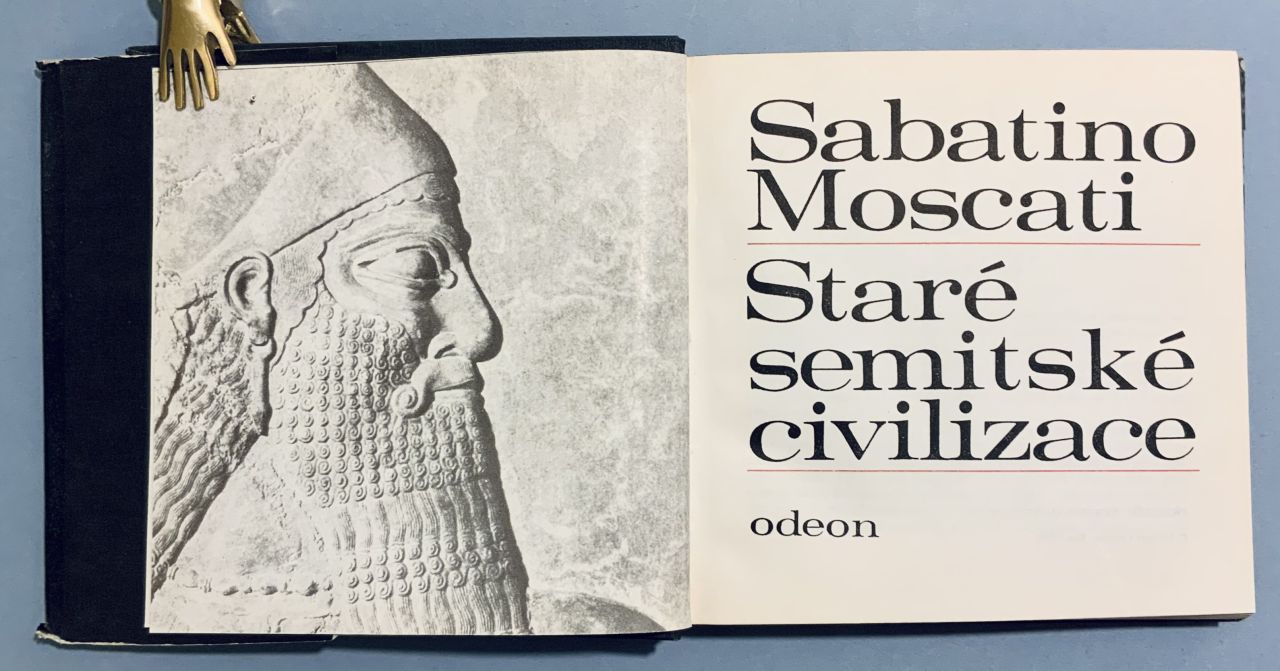 Sabatino
Moscati
Staré
semitské
civilizace
odeon